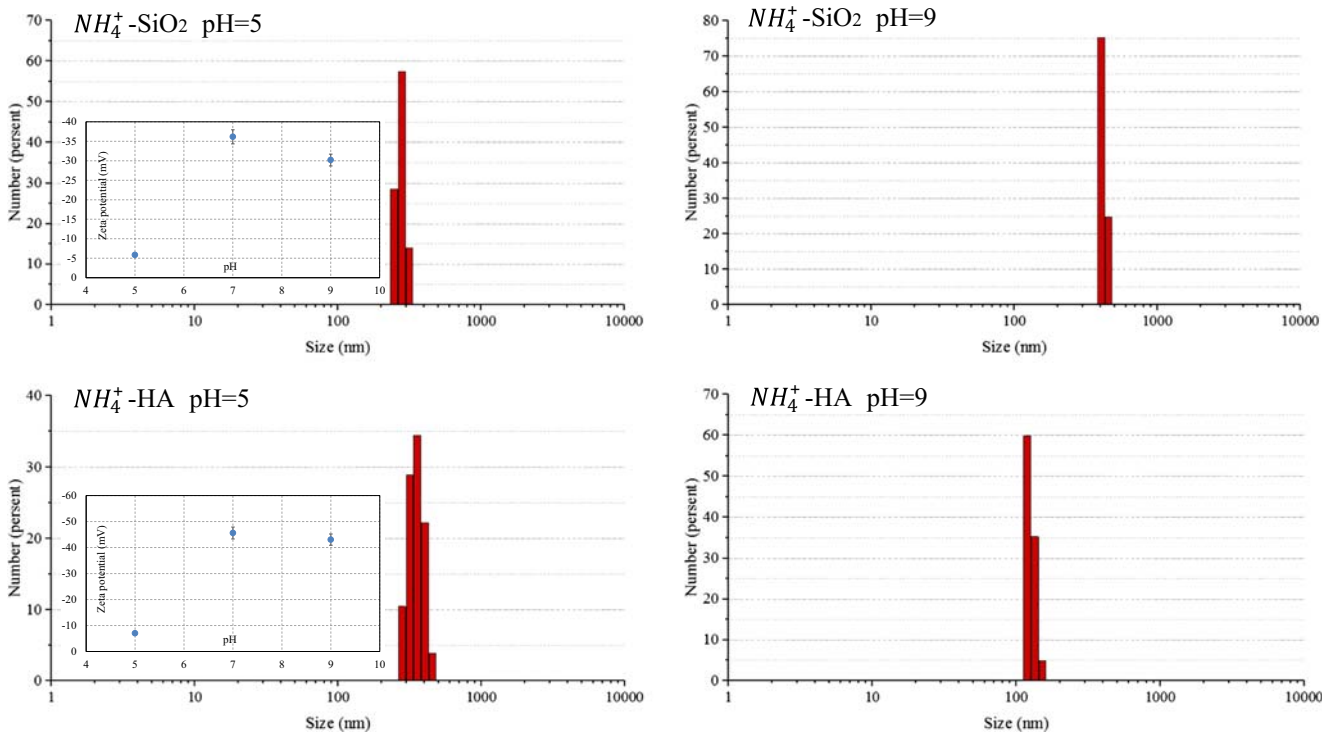 NH₄⁺-SiO2 pH=5
70
60
50
40
30
20
10
0
Number (persent)
-40
-35
-30
-25
-20
-15
-10
-5
0
Zeta potential (mV)
4 5 6 7 8 9 10
pH
1 10 100 1000 10000
Size (nm)
NH₄⁺-SiO2 pH=9
80
70
60
50
40
30
20
10
0
Number (persent)
1 10 100 1000 10000
Size (nm)
NH₄⁺-HA pH=5
40
30
20
10
0
Number (persent)
-60
-50
-40
-30
-20
-10
0
Zeta potential (mV)
4 5 6 7 8 9 10
pH
1 10 100 1000 10000
Size (nm)
NH₄⁺-HA pH=9
70
60
50
40
30
20
10
0
Number (persent)
1 10 100 1000 10000
Size (nm)